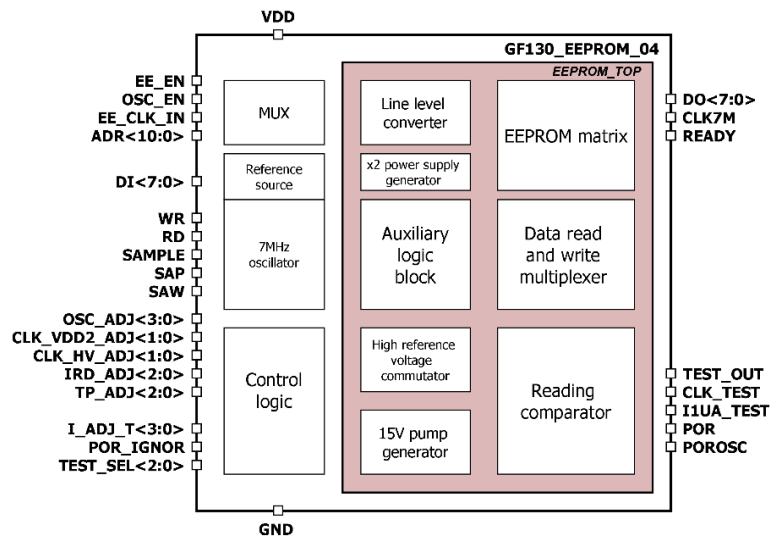 VDD
GF130_EEPROM_04
EEPROM_TOP
EE_EN
OSC_EN
EE_CLK_IN
ADR<10:0>
DI<7:0>
WR
RD
SAMPLE
SAP
SAW
OSC_ADJ<3:0>
CLK_VDD2_ADJ<1:0>
CLK_HV_ADJ<1:0>
IRD_ADJ<2:0>
TP_ADJ<2:0>
I_ADJ_T<3:0>
POR_IGNOR
TEST_SEL<2:0>
MUX
Reference
source
7MHz
oscillator
Control
logic
Line level
converter
x2 power supply
generator
Auxiliary
logic
block
High reference
voltage
commutator
15V pump
generator
EEPROM matrix
Data read
and write
multiplexer
Reading
comparator
DO<7:0>
CLK7M
READY
TEST_OUT
CLK_TEST
I1UA_TEST
POR
POROSC
GND